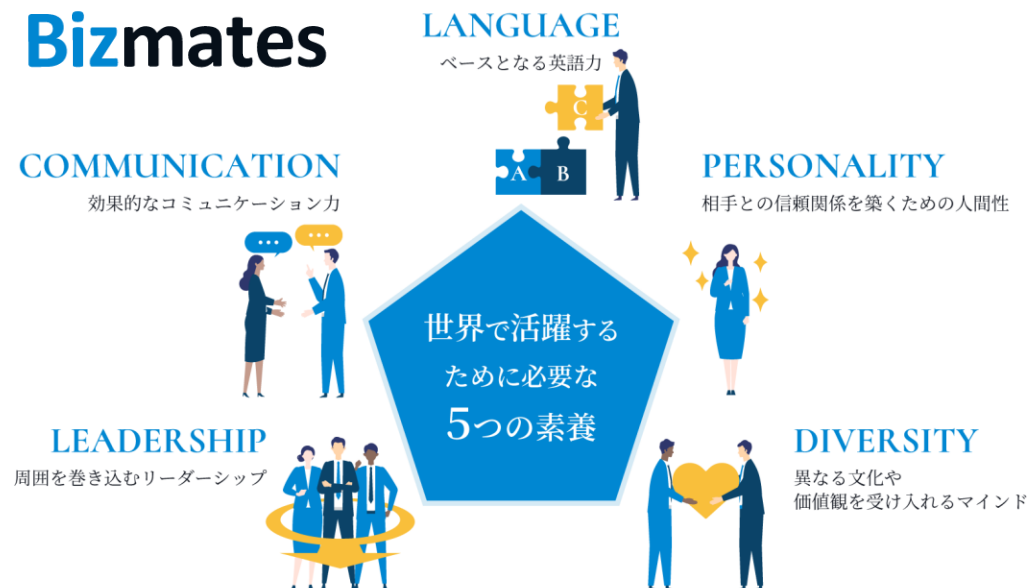 Bizmates
LANGUAGE
ベースとなる英語力
C
A B
COMMUNICATION
効果的なコミュニケーション力
PERSONALITY
相手との信頼関係を築くための人間性
世界で活躍する
ために必要な
5つの素養
LEADERSHIP
周囲を巻き込むリーダーシップ
DIVERSITY
異なる文化や
価値観を受け入れるマインド